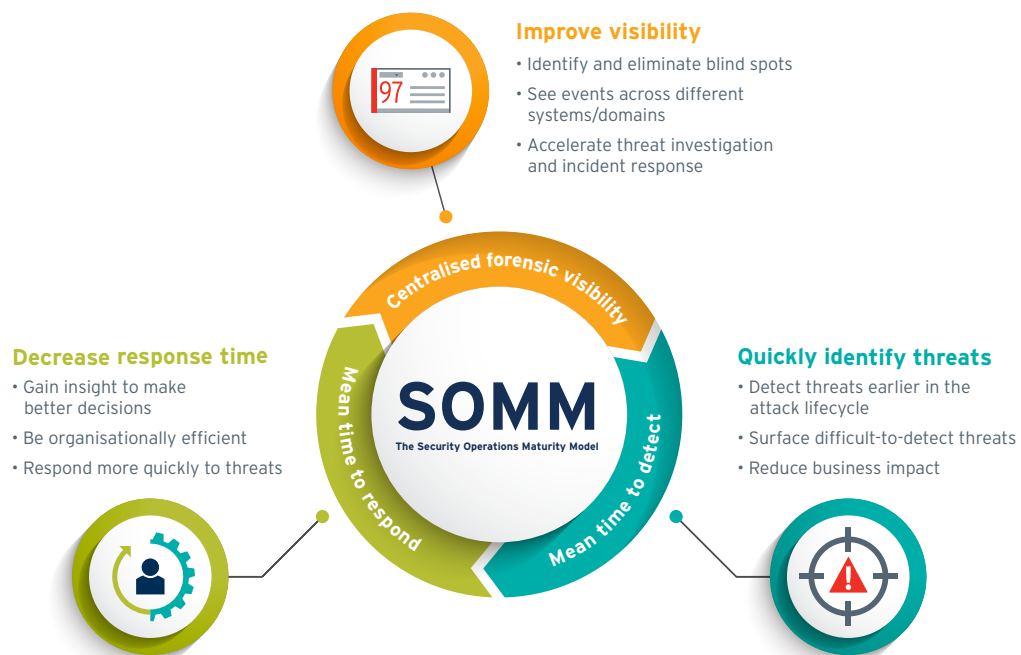 Improve visibility
• Identify and eliminate blind spots
• See events across different
systems/domains
• Accelerate threat investigation
and incident response
97
Centralised forensic visibility
Mean time to detect
Mean time to respond
SOMM
The Security Operations Maturity Model
Decrease response time
• Gain insight to make
better decisions
• Be organisationally efficient
• Respond more quickly to threats
Quickly identify threats
• Detect threats earlier in the
attack lifecycle
• Surface difficult-to-detect threats
• Reduce business impact
!